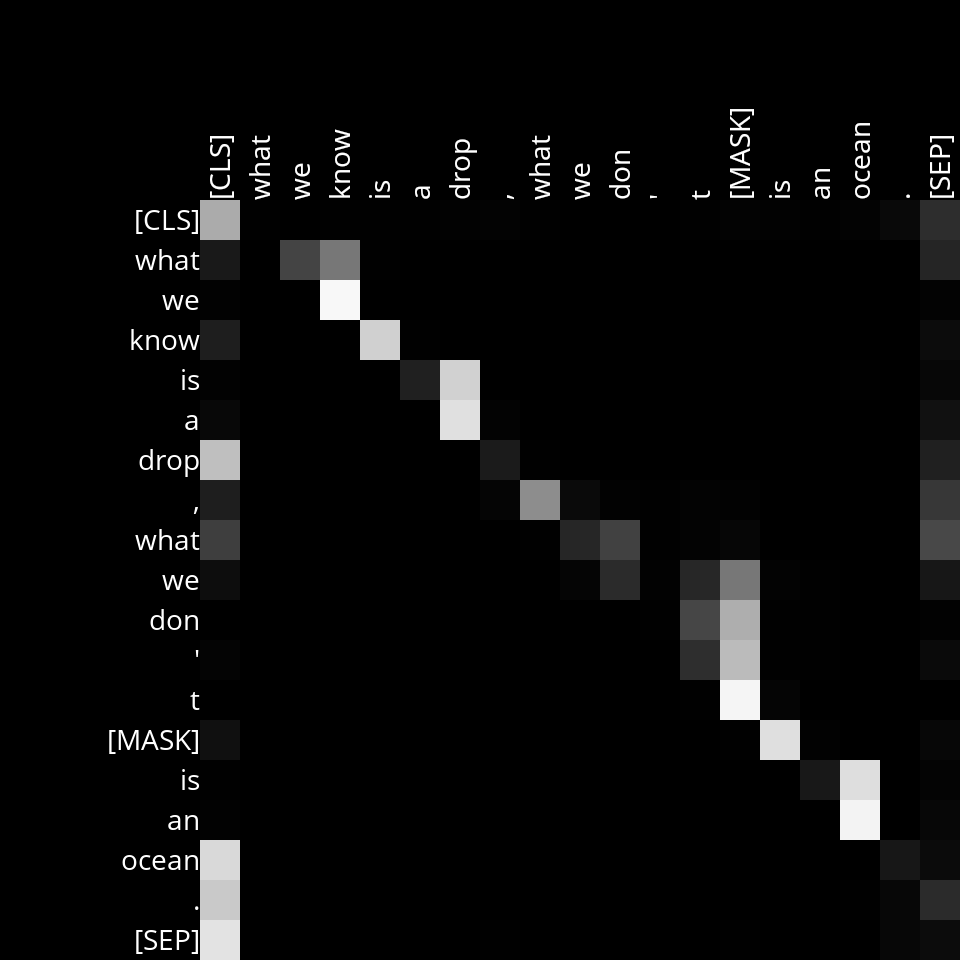 [CLS] what we know is a drop , what we don ' t [MASK] is an ocean . [SEP]
[CLS]
what
we
know
is
a
drop
,
what
we
don
'
t
[MASK]
is
an
ocean
.
[SEP]